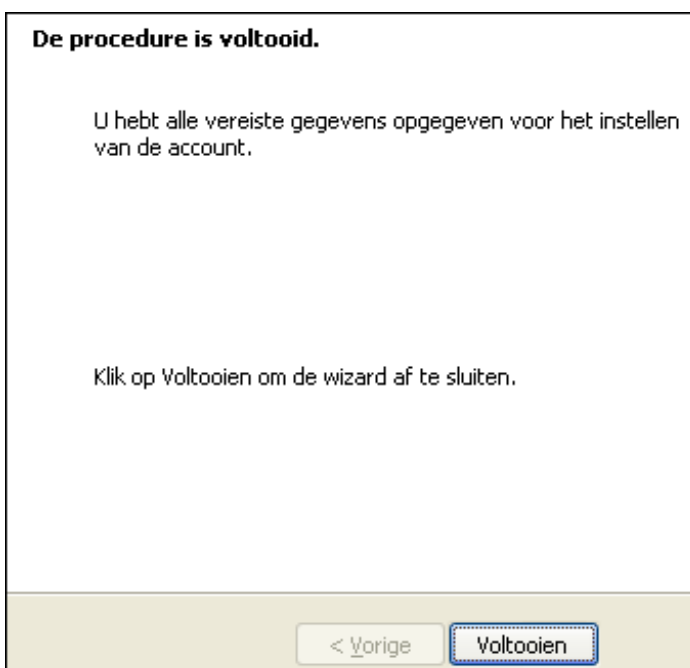 De procedure is voltooid.
U hebt alle vereiste gegevens opgegeven voor het instellen
van de account.
Klik op Voltooien om de wizard af te sluiten.
< Vorige
Voltooien